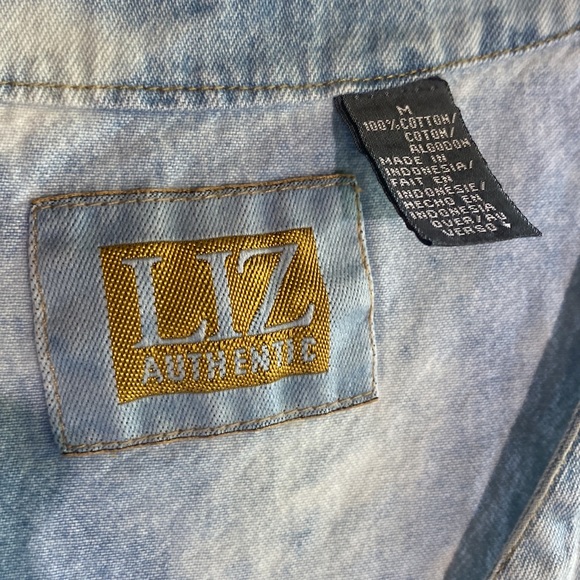 LIZ
AUTHENTIC
M
100% COTTON/
COTON/
ALGODON
MADE IN
INDONESIA/
FAIT EN
INDONESIE/
HECHO EN
INDONESIA
OVER/AU
VERSO